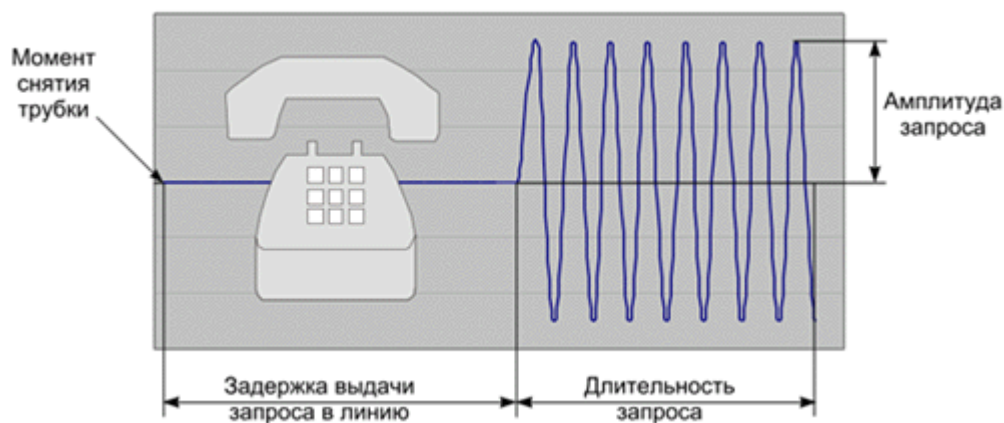 Момент
снятия
трубки
Амплитуда
запроса
Задержка выдачи
запроса в линию
Длительность
запроса